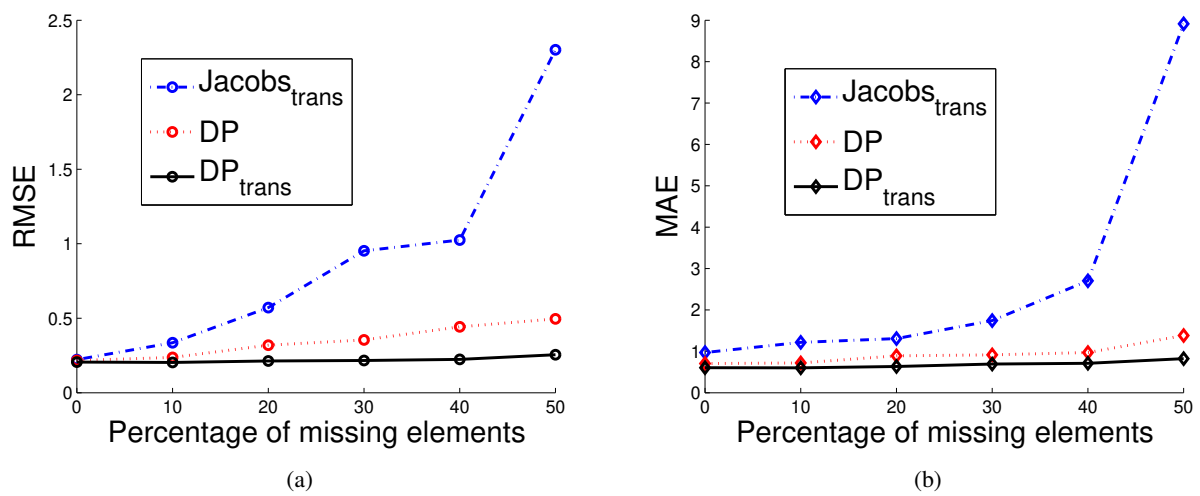 2.5
2
1.5
1
0.5
0
0 10 20 30 40 50
RMSE
Percentage of missing elements
Jacobs_trans
DP
DP_trans
(a)
9
8
7
6
5
4
3
2
1
0
0 10 20 30 40 50
MAE
Percentage of missing elements
Jacobs_trans
DP
DP_trans
(b)